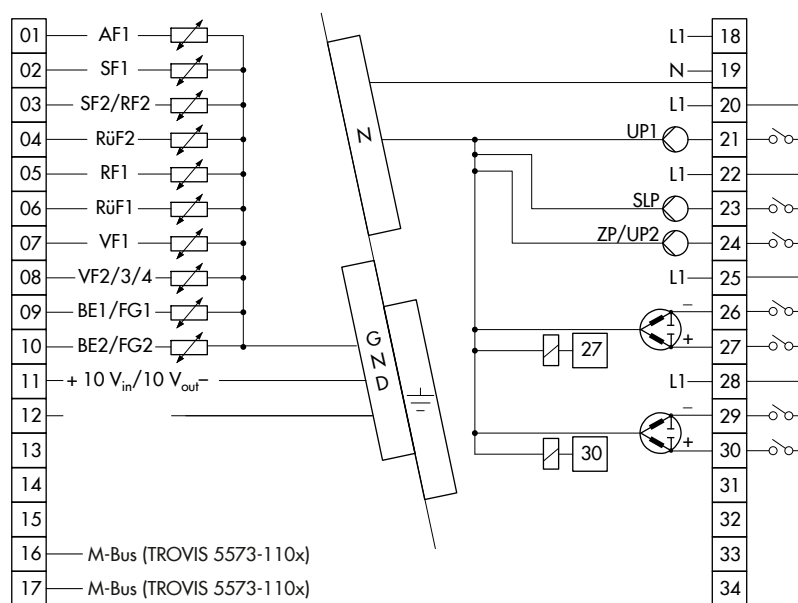 01 AF1
02 SF1
03 SF2/RF2
04 RüF2
05 RF1
06 RüF1
07 VF1
08 VF2/3/4
09 BE1/FG1
10 BE2/FG2
11 + 10 Vin/10 Vout–
12
13
14
15
16 M-Bus (TROVIS 5573-110x)
17 M-Bus (TROVIS 5573-110x)
N
GND
L1 18
N 19
L1 20
UP1 21
L1 22
SLP 23
ZP/UP2 24
L1 25
– 26
27 + 27
L1 28
– 29
30 + 30
31
32
33
34